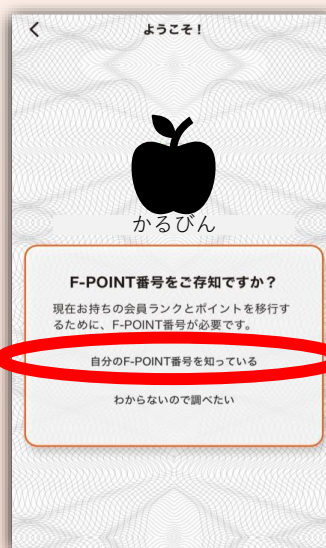 ようこそ！
かるびん
F-POINT番号をご存知ですか？
現在お持ちの会員ランクとポイントを移行す
るために、F-POINT番号が必要です。
自分のF-POINT番号を知っている
わからないので調べたい